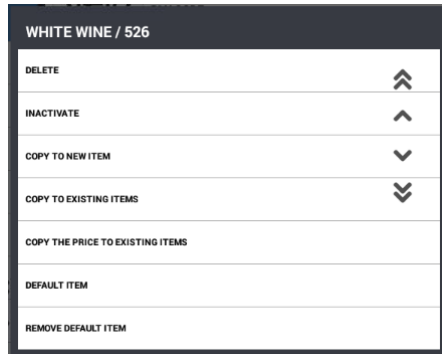 WHITE WINE / 526
DELETE
INACTIVATE
COPY TO NEW ITEM
COPY TO EXISTING ITEMS
COPY THE PRICE TO EXISTING ITEMS
DEFAULT ITEM
REMOVE DEFAULT ITEM